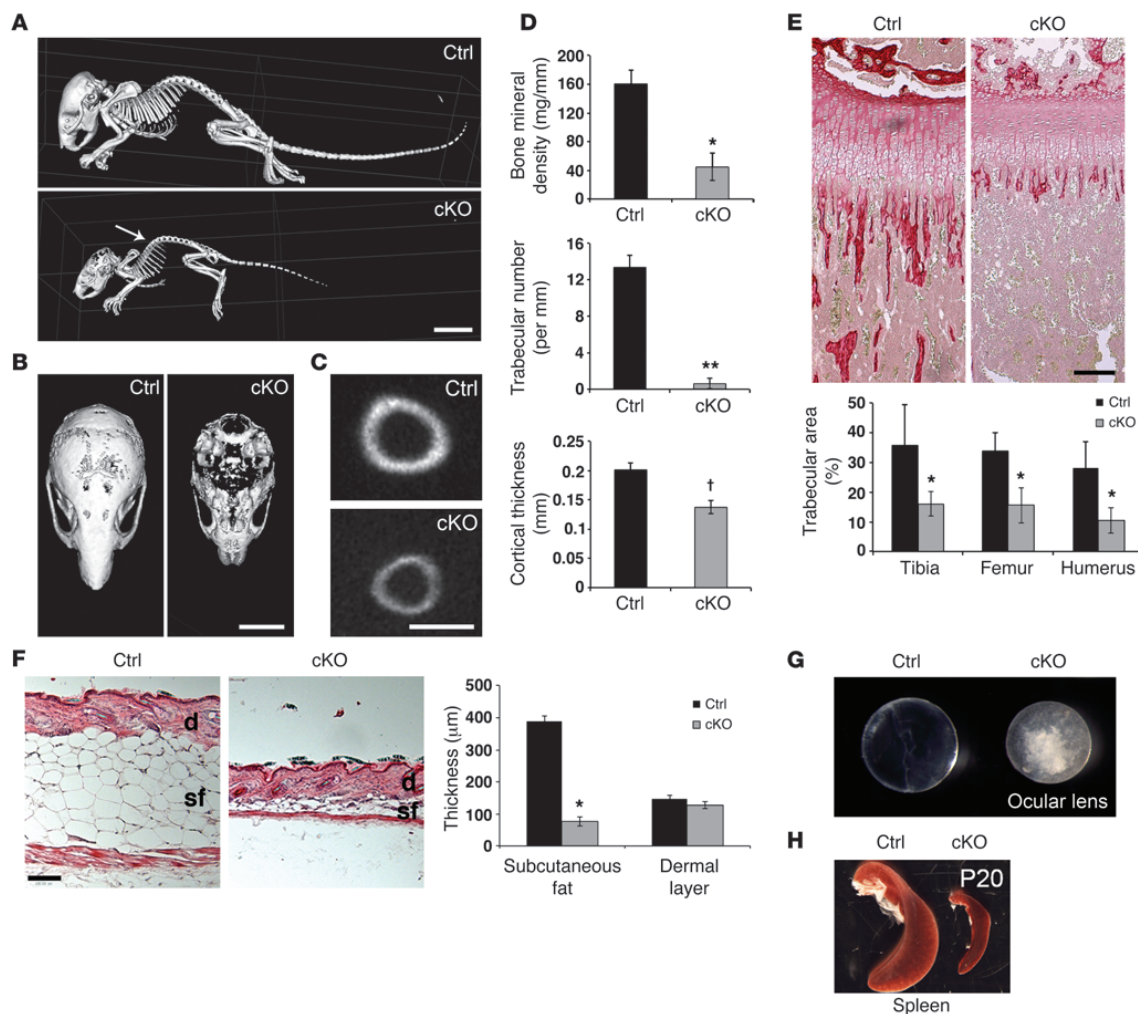 A
Ctrl
cKO
B
Ctrl
cKO
C
Ctrl
cKO
D
Bone mineral
density (mg/mm)
160
120
80
40
0
*
Ctrl
cKO
Trabecular number
(per mm)
16
12
8
4
0
**
Ctrl
cKO
Cortical thickness
(mm)
0.25
0.2
0.15
0.1
0.05
0
†
Ctrl
cKO
E
Ctrl
cKO
Trabecular area
(%)
50
40
30
20
10
0
Ctrl
cKO
*
*
*
Tibia
Femur
Humerus
F
Ctrl
cKO
d
sf
d
sf
Thickness (µm)
500
400
300
200
100
0
Ctrl
cKO
*
Subcutaneous
fat
Dermal
layer
G
Ctrl
cKO
Ocular lens
H
Ctrl
cKO
P20
Spleen